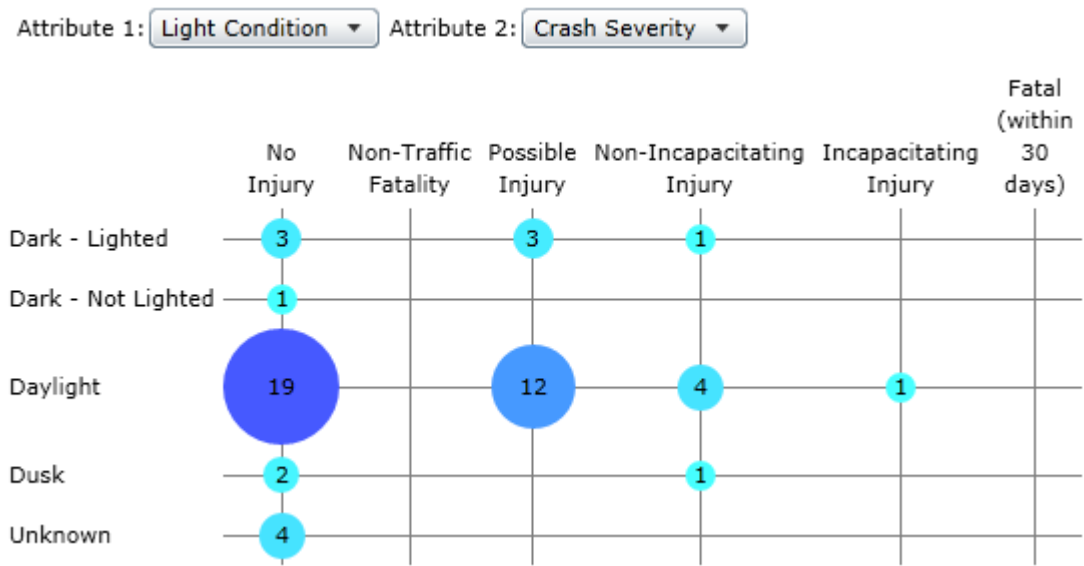 Attribute 1: Light Condition Attribute 2: Crash Severity
Fatal
(within
No Non-Traffic Possible Non-Incapacitating Incapacitating 30
Injury Fatality Injury Injury Injury days)
Dark - Lighted 3 3 1
Dark - Not Lighted 1
Daylight 19 12 4 1
Dusk 2 1
Unknown 4